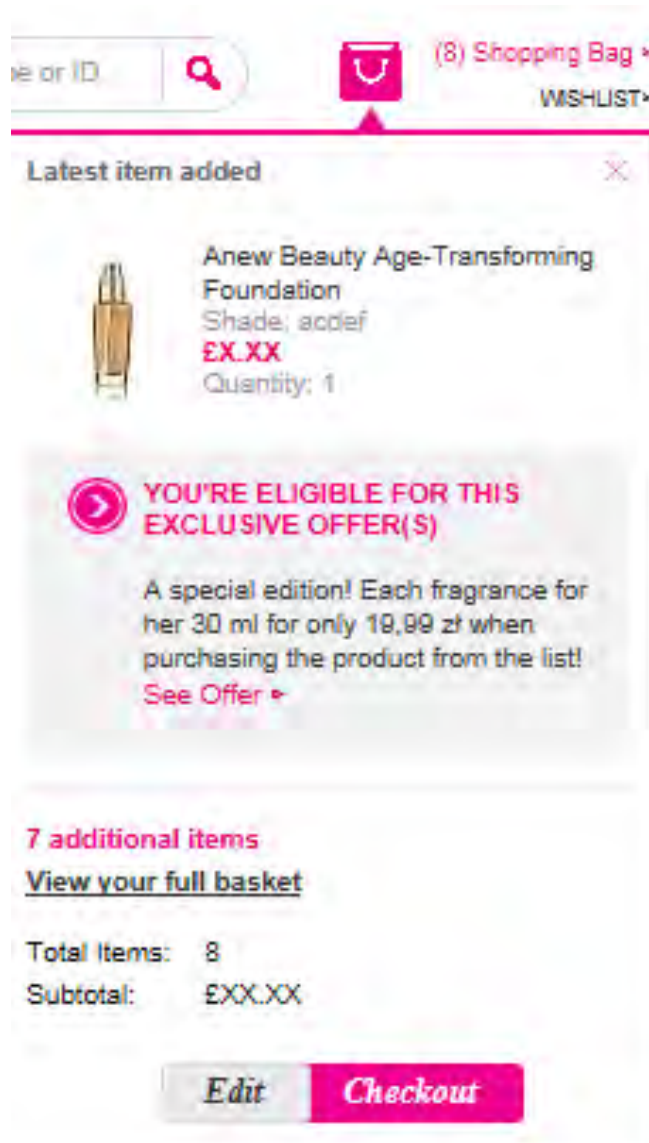 or ID
(8) Shopping Bag
WISHLIST
Latest item added
Anew Beauty Age-Transforming
Foundation
Shade: acdef
£X.XX
Quantity: 1
YOU'RE ELIGIBLE FOR THIS
EXCLUSIVE OFFER(S)
A special edition! Each fragrance for
her 30 ml for only 19,99 zł when
purchasing the product from the list!
See Offer
7 additional items
View your full basket
Total Items: 8
Subtotal: £XX.XX
Edit Checkout